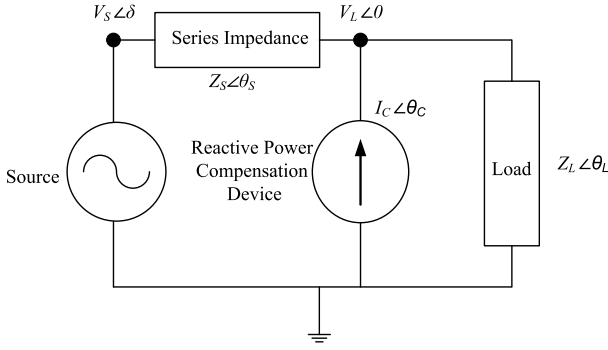 V_S∠δ
V_L∠0
Series Impedance
Z_S∠θ_S
I_C∠θ_C
Reactive Power
Compensation
Device
Source
Load
Z_L∠θ_L